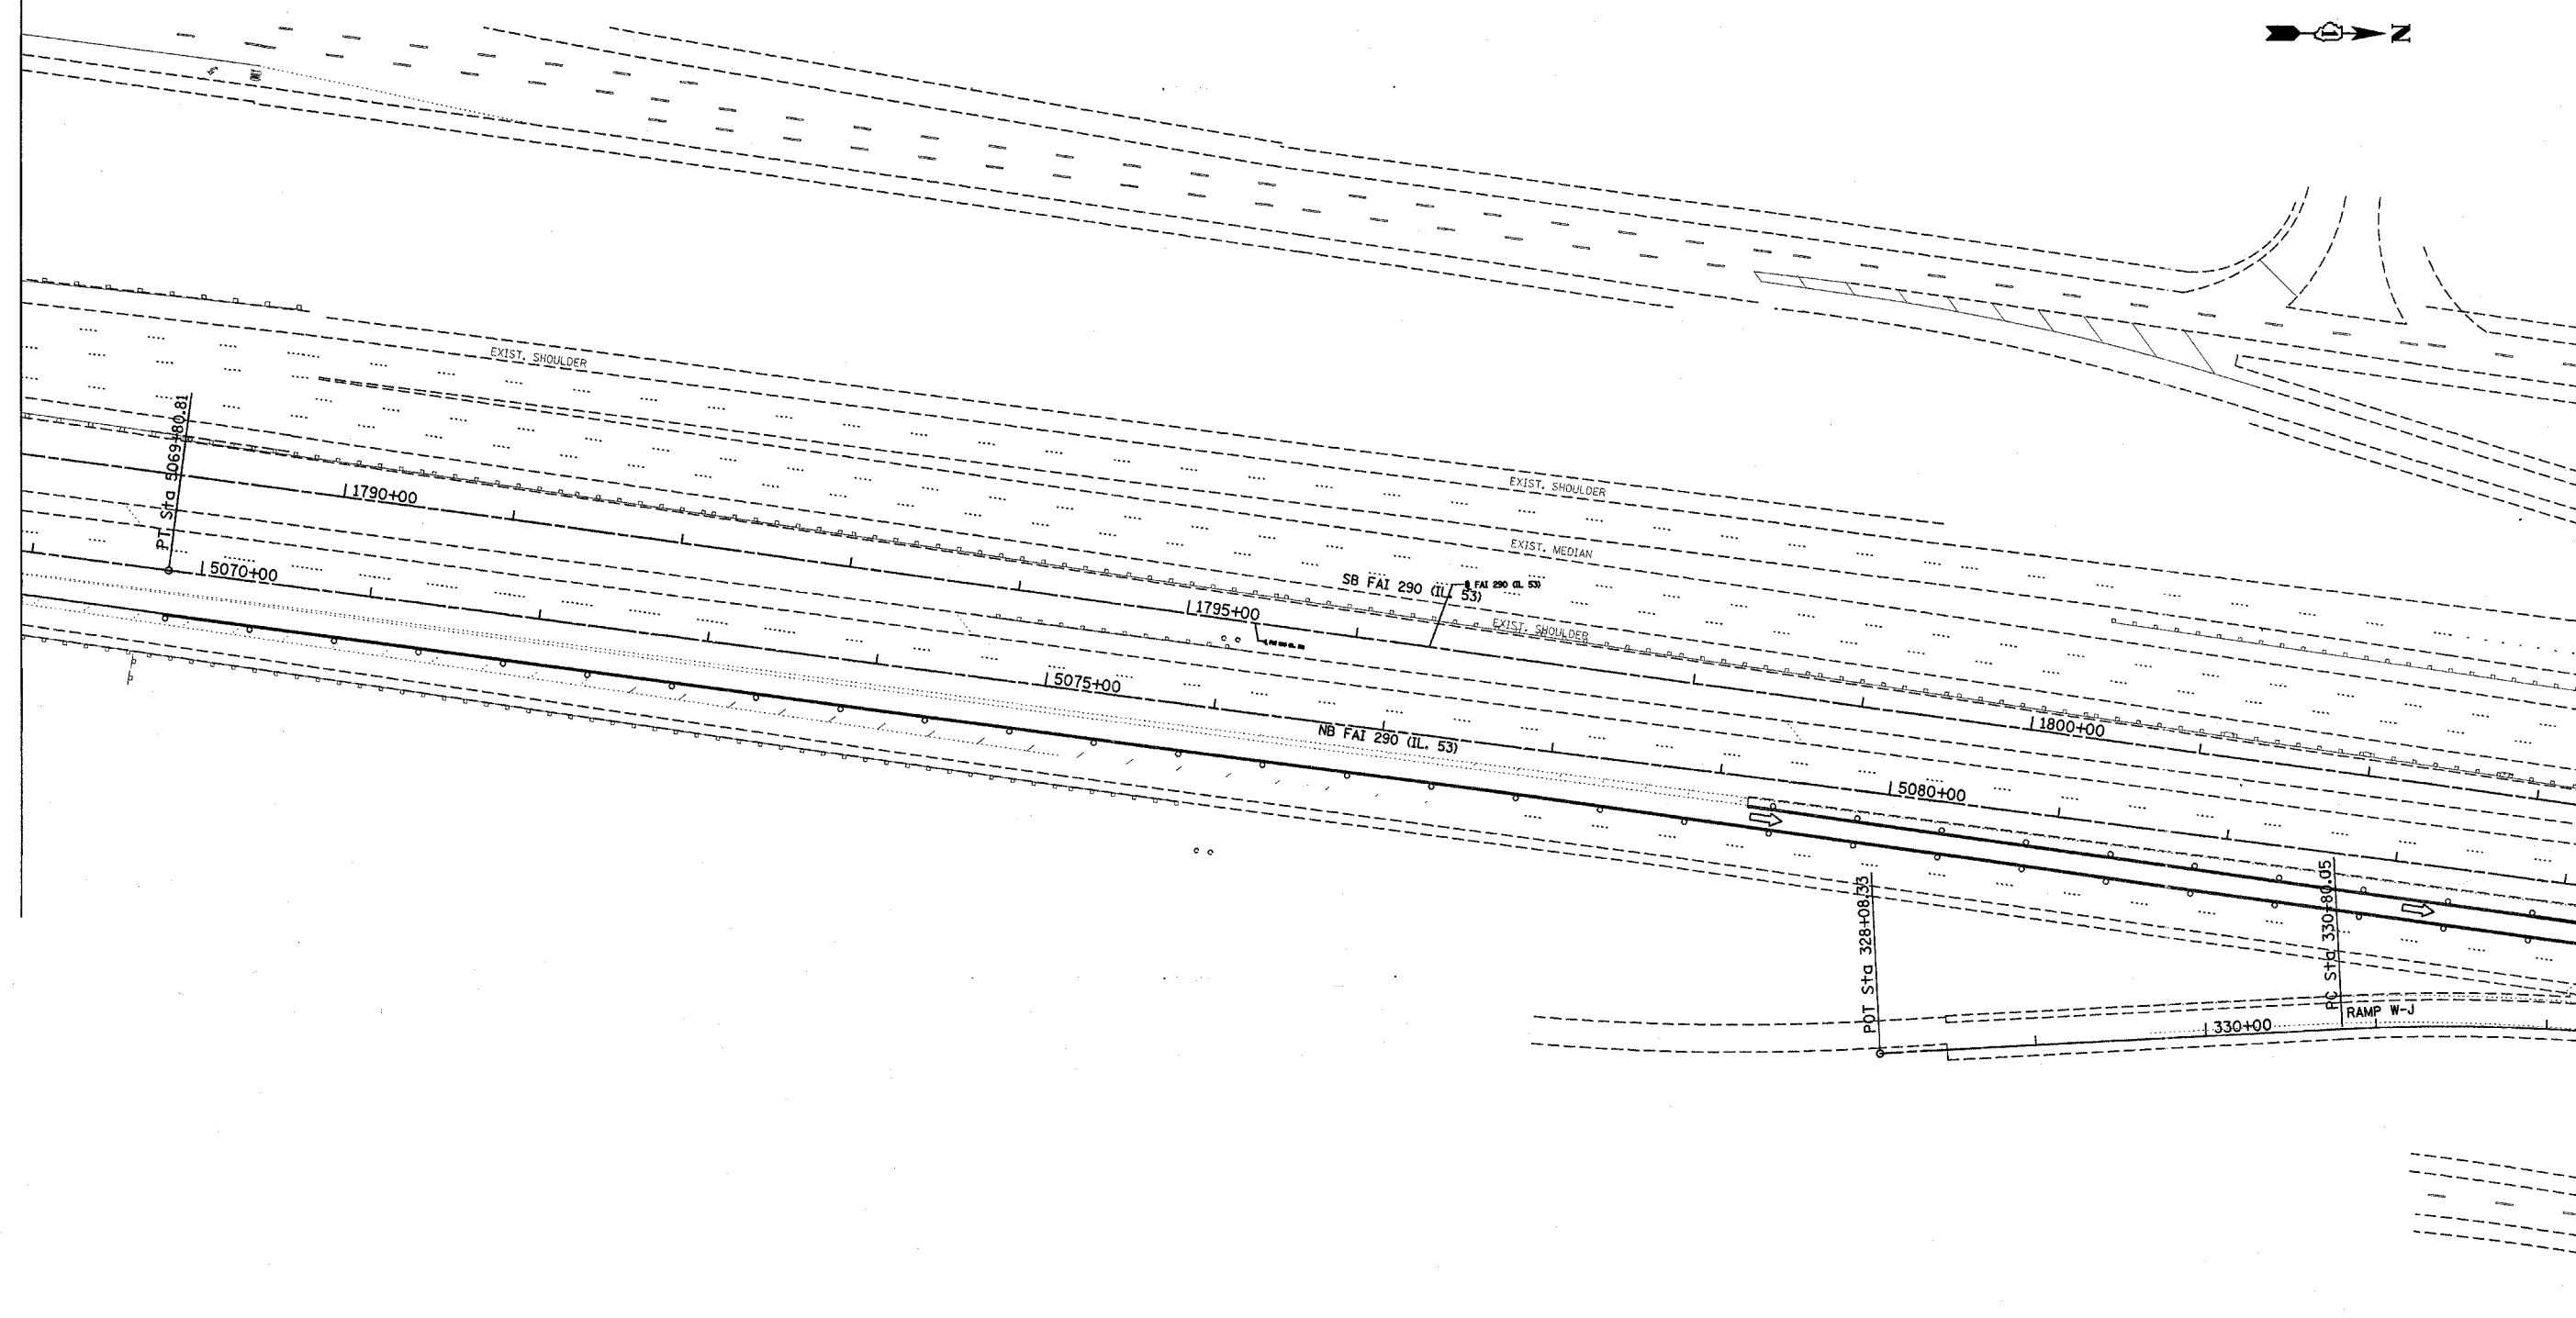 N
EXIST. SHOULDER
PT Sta 5069+80.81
1790+00
EXIST. SHOULDER
EXIST. MEDIAN
5070+00
SB FAI 290 (IL. 53)
FAI 290 (IL. 53)
1795+00
EXIST. SHOULDER
5075+00
NB FAI 290 (IL. 53)
1800+00
5080+00
POT Sta 328+08.33
PC Sta 330+80.05
RAMP W-J
330+00